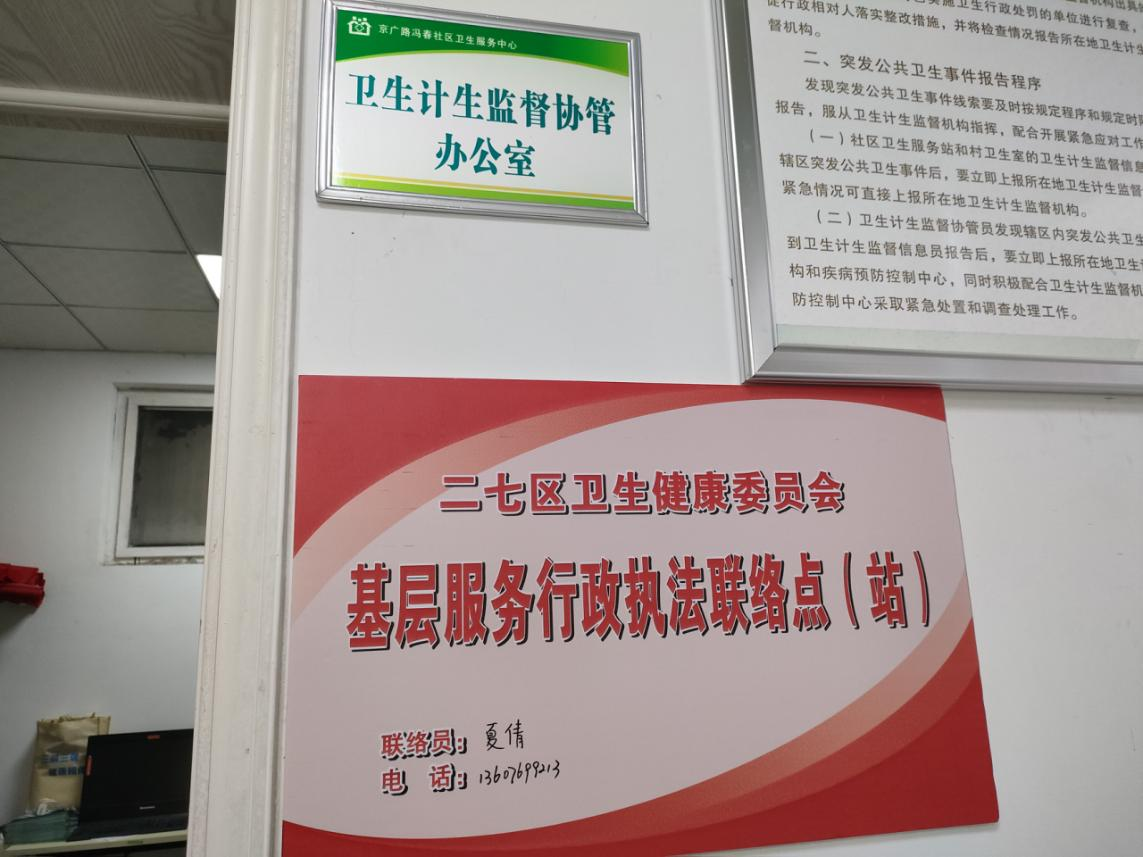 京广路冯春社区卫生服务中心
卫生计生监督协管
办公室
促行政相对人落实整改措施，并将检查情况报告所在地卫生计生
督机构。
二、突发公共卫生事件报告程序
发现突发公共卫生事件线索要及时按规定程序和规定时限
报告，服从卫生计生监督机构指挥，配合开展紧急应对工作
（一）社区卫生服务站和村卫生室的卫生计生监督信息
辖区突发公共卫生事件后，要立即上报所在地卫生计生监督
紧急情况可直接上报所在地卫生计生监督机构。
（二）卫生计生监督协管员发现辖区内突发公共卫生
到卫生计生监督信息员报告后，要立即上报所在地卫生计
构和疾病预防控制中心，同时积极配合卫生计生监督机
防控制中心采取紧急处置和调查处理工作。
二七区卫生健康委员会
基层服务行政执法联络点（站）
联络员：夏倩
电 话：13607699213